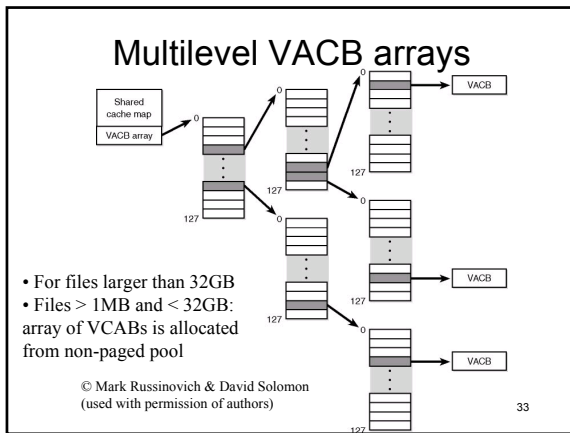 Multilevel VACB arrays
Shared
cache map
VACB array
0
127
0
127
0
127
VACB
0
127
0
127
VACB
0
127
VACB
• For files larger than 32GB
• Files > 1MB and < 32GB:
array of VCABs is allocated
from non-paged pool
© Mark Russinovich & David Solomon
(used with permission of authors)
33